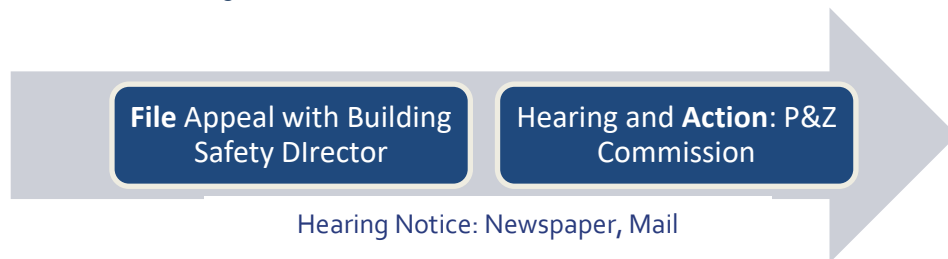 File Appeal with Building
Safety DIrector
Hearing and Action: P&Z
Commission
Hearing Notice: Newspaper, Mail